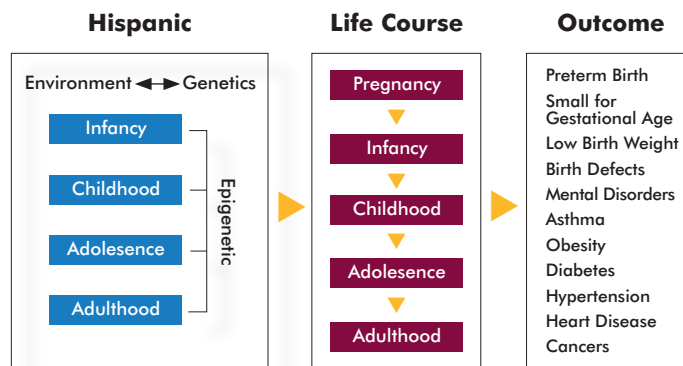 Hispanic
Environment Genetics
Infancy
Childhood
Adolesence
Adulthood
Epigenetic
Life Course
Pregnancy
Infancy
Childhood
Adolesence
Adulthood
Outcome
Preterm Birth
Small for
Gestational Age
Low Birth Weight
Birth Defects
Mental Disorders
Asthma
Obesity
Diabetes
Hypertension
Heart Disease
Cancers